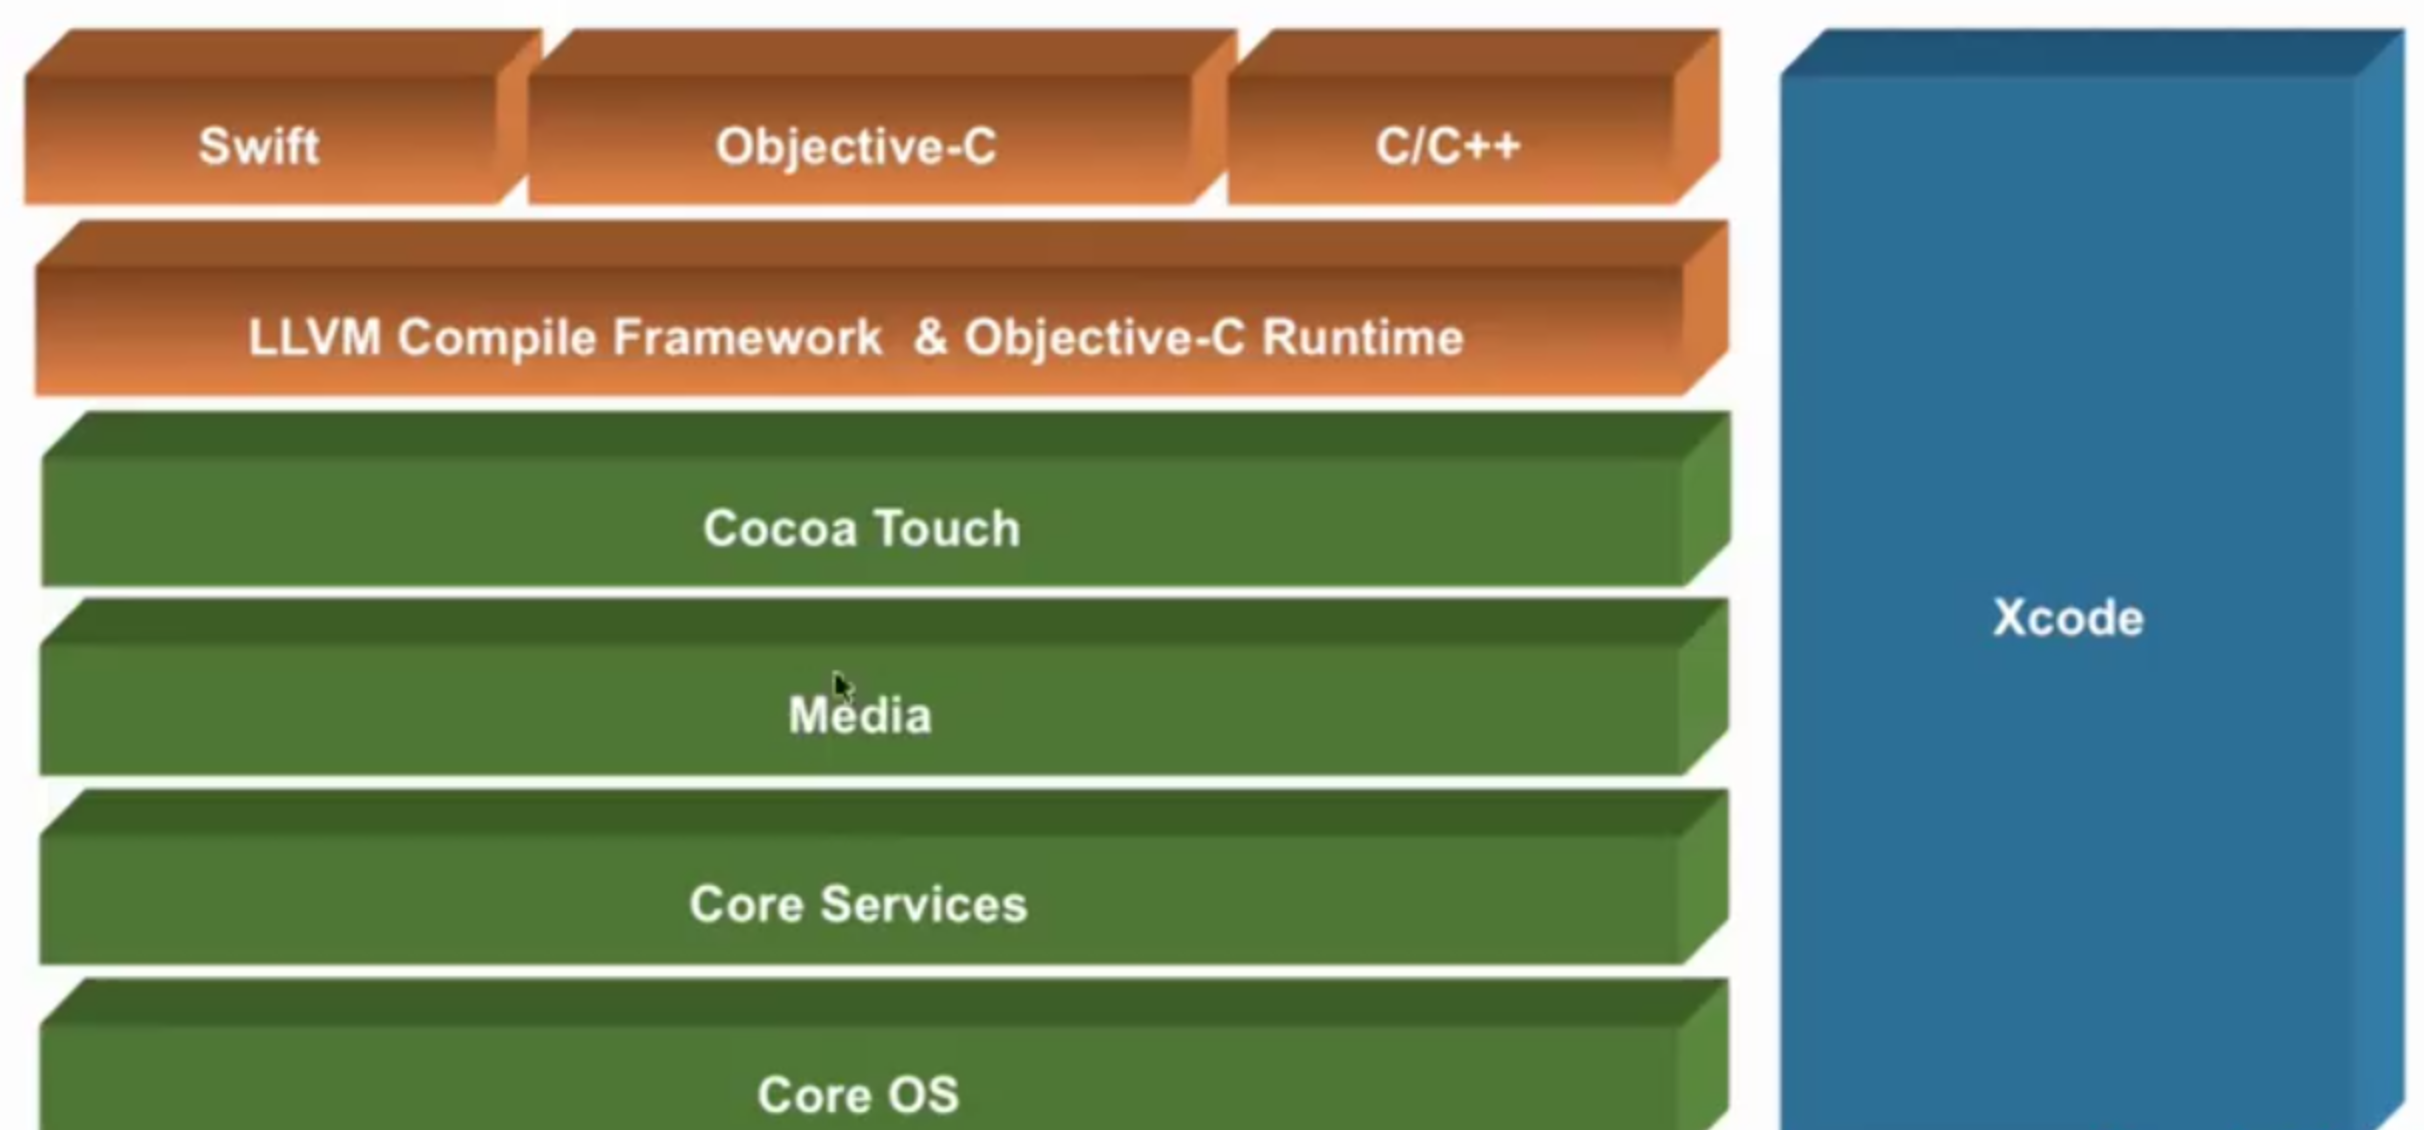 Swift
Objective-C
C/C++
LLVM Compile Framework & Objective-C Runtime
Cocoa Touch
Media
Core Services
Core OS
Xcode